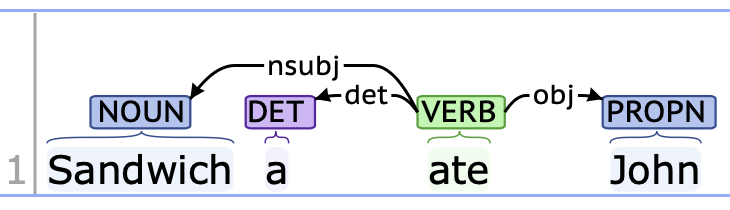 nsubj
NOUN DET det VERB obj PROPN
1 Sandwich a ate John